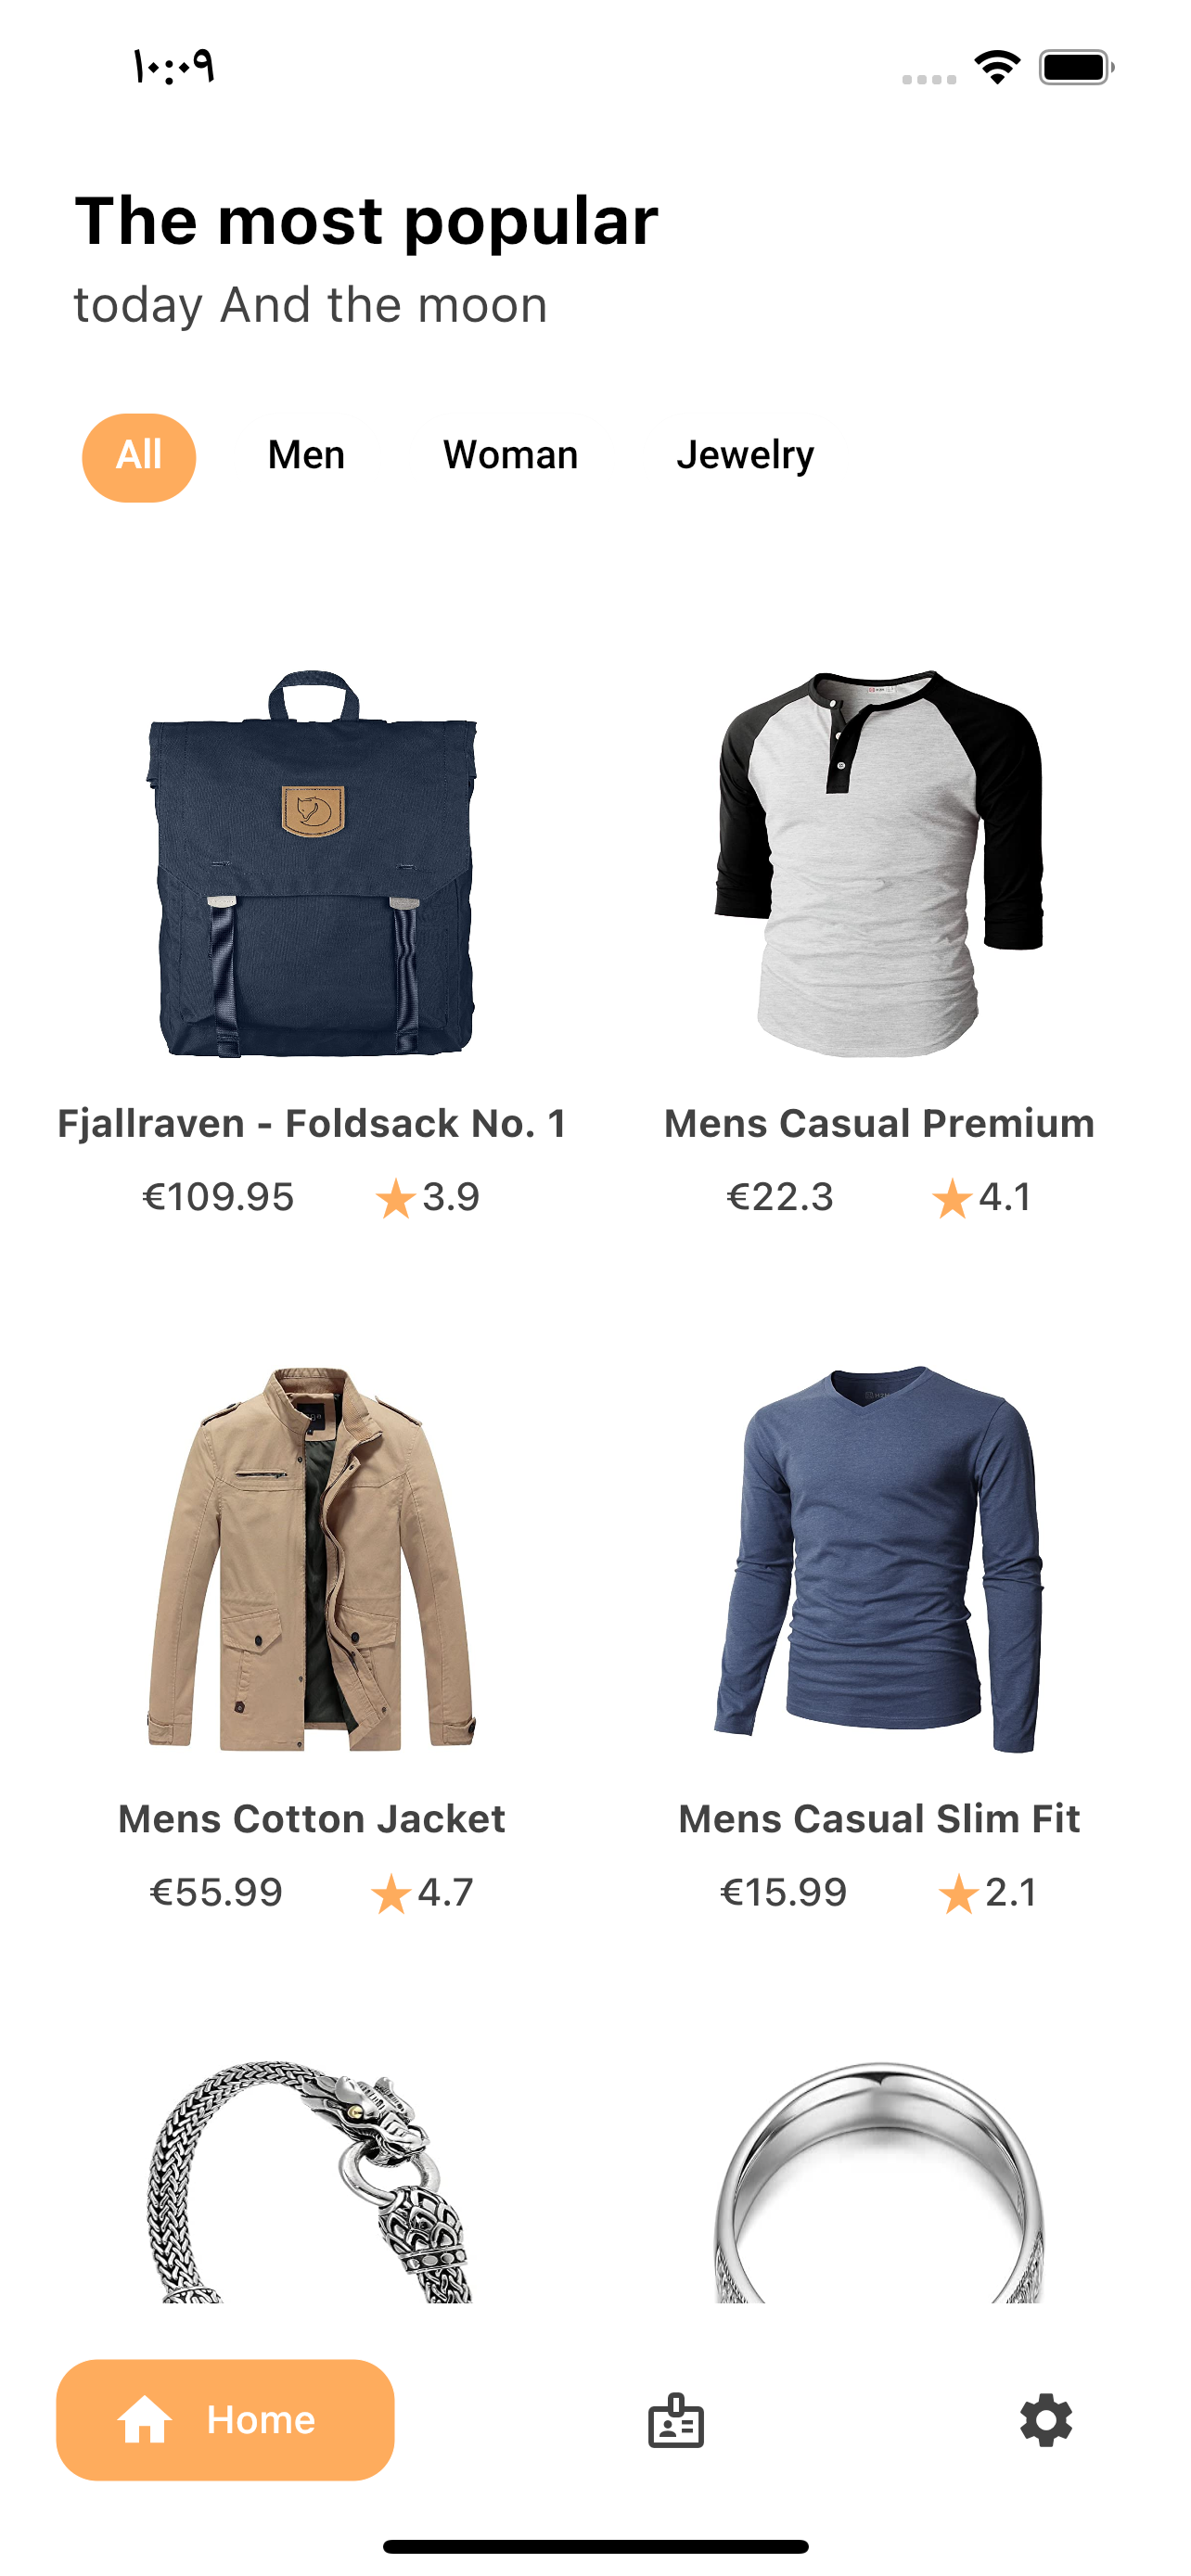 ۱۰:۰۹
The most popular
today And the moon
All Men Woman Jewelry
Fjallraven - Foldsack No. 1
€109.95 3.9
Mens Casual Premium
€22.3 4.1
Mens Cotton Jacket
€55.99 4.7
Mens Casual Slim Fit
€15.99 2.1
Home